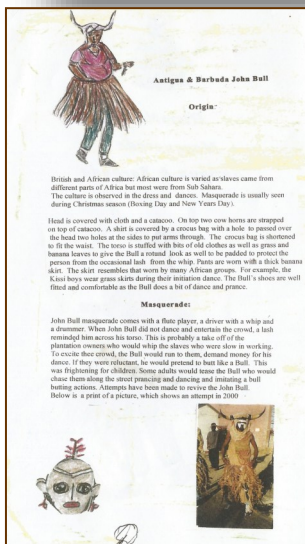 Antigua & Barbuda John Bull
Origin
British and African culture: African culture is varied as slaves came from
different parts of Africa but most were from Sub Sahara.
The culture is observed in the dress and dances. Masquerade is usually seen
during Christmas season (Boxing Day and New Years Day).
Head is covered with cloth and a catacoo. On top two cow horns are strapped
on top of catacoo. A shirt is covered by a crocus bag with a hole to passed over
the head two holes at the sides to put arms through. The crocus bag is shortened
to fit the waist. The torso is stuffed with bits of old clothes as well as grass and
banana leaves to give the Bull a rotund look as well to be padded to protect the
person from the occasional lash from the whip. Pants are worn with a thick banana
skirt. The skirt resembles that worn by many African groups. For example, the
Kissi boys wear grass skirts during their initiation dance. The Bull's shoes are well
fitted and comfortable as the Bull does a bit of dance and prance.
Masquerade:
John Bull masquerade comes with a flute player, a driver with a whip and
a drummer. When John Bull did not dance and entertain the crowd, a lash
reminded him across his torso. This is probably a take off of the
plantation owners who would whip the slaves who were slow in working.
To excite thee crowd, the Bull would run to them, demand money for his
dance. If they were reluctant, he would pretend to butt like a Bull. This
was frightening for children. Some adults would tease the Bull who would
chase them along the street prancing and dancing and imitating a bull
butting actions. Attempts have been made to revive the John Bull.
Below is a print of a picture, which shows an attempt in 2000